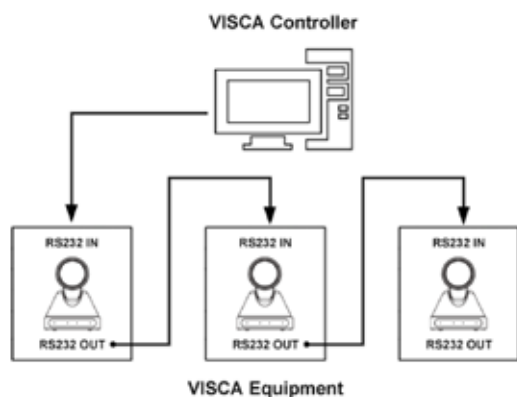 VISCA Controller
RS232 IN
RS232 OUT
RS232 IN
RS232 OUT
RS232 IN
RS232 OUT
VISCA Equipment